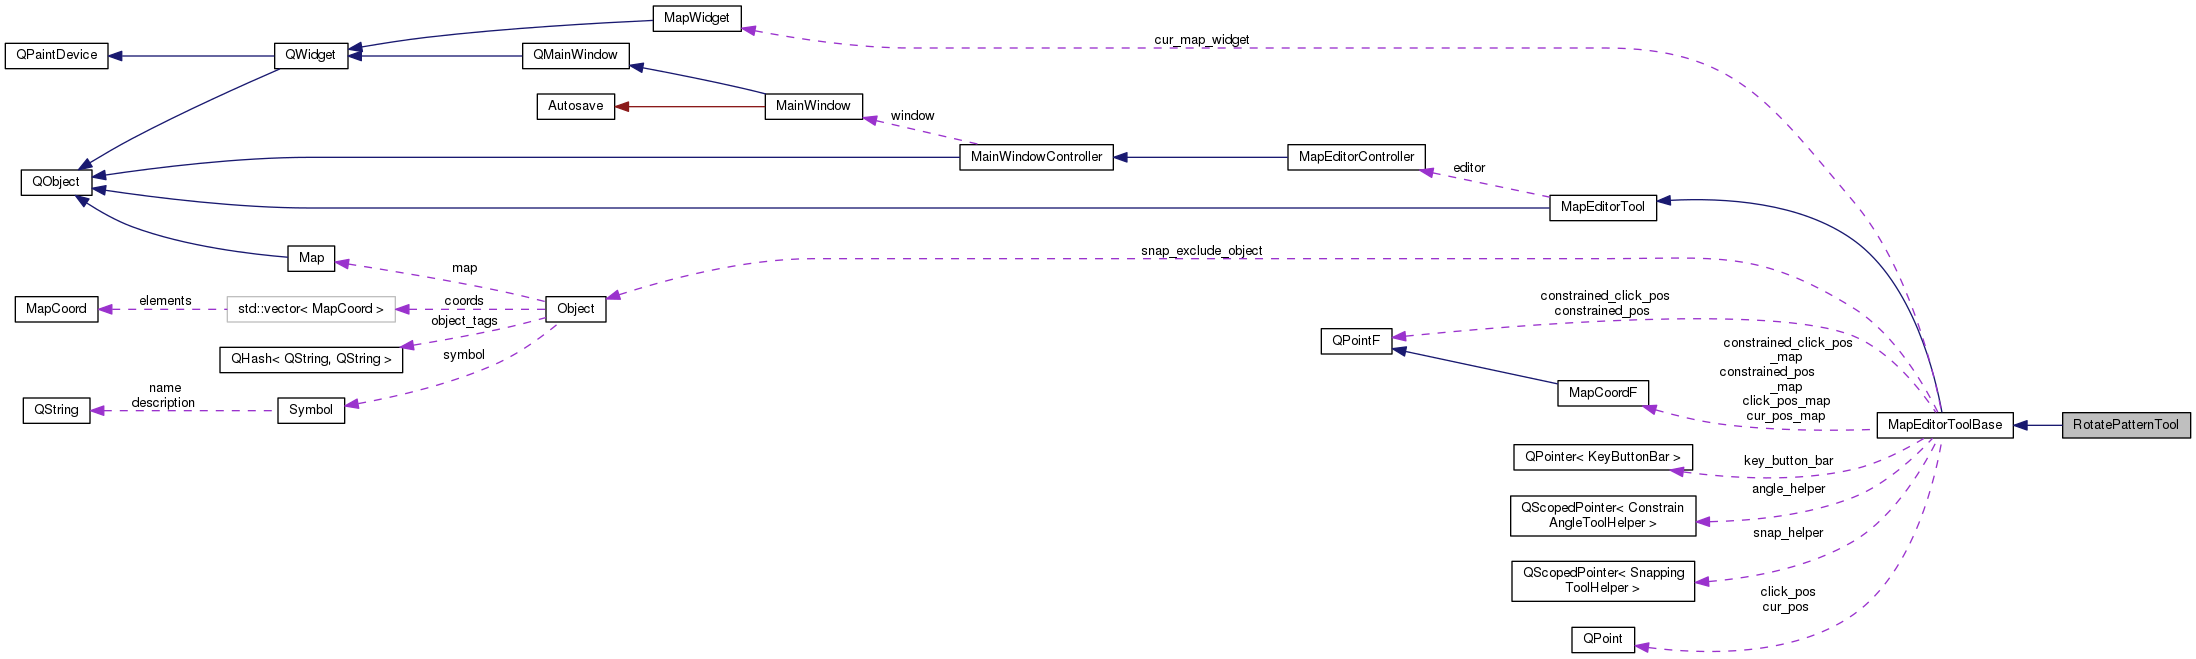 MapWidget
cur_map_widget
QPaintDevice
QWidget
QMainWindow
Autosave
MainWindow
window
QObject
MainWindowController
MapEditorController
editor
MapEditorTool
Map
map
snap_exclude_object
MapCoord
elements
std::vector< MapCoord >
coords
Object
object_tags
QHash< QString, QString >
symbol
QString
name
description
Symbol
constrained_click_pos
constrained_pos
QPointF
constrained_click_pos
_map
constrained_pos
_map
click_pos_map
cur_pos_map
MapCoordF
MapEditorToolBase
RotatePatternTool
QPointer< KeyButtonBar >
key_button_bar
angle_helper
QScopedPointer< Constrain
AngleToolHelper >
snap_helper
QScopedPointer< Snapping
ToolHelper >
click_pos
cur_pos
QPoint